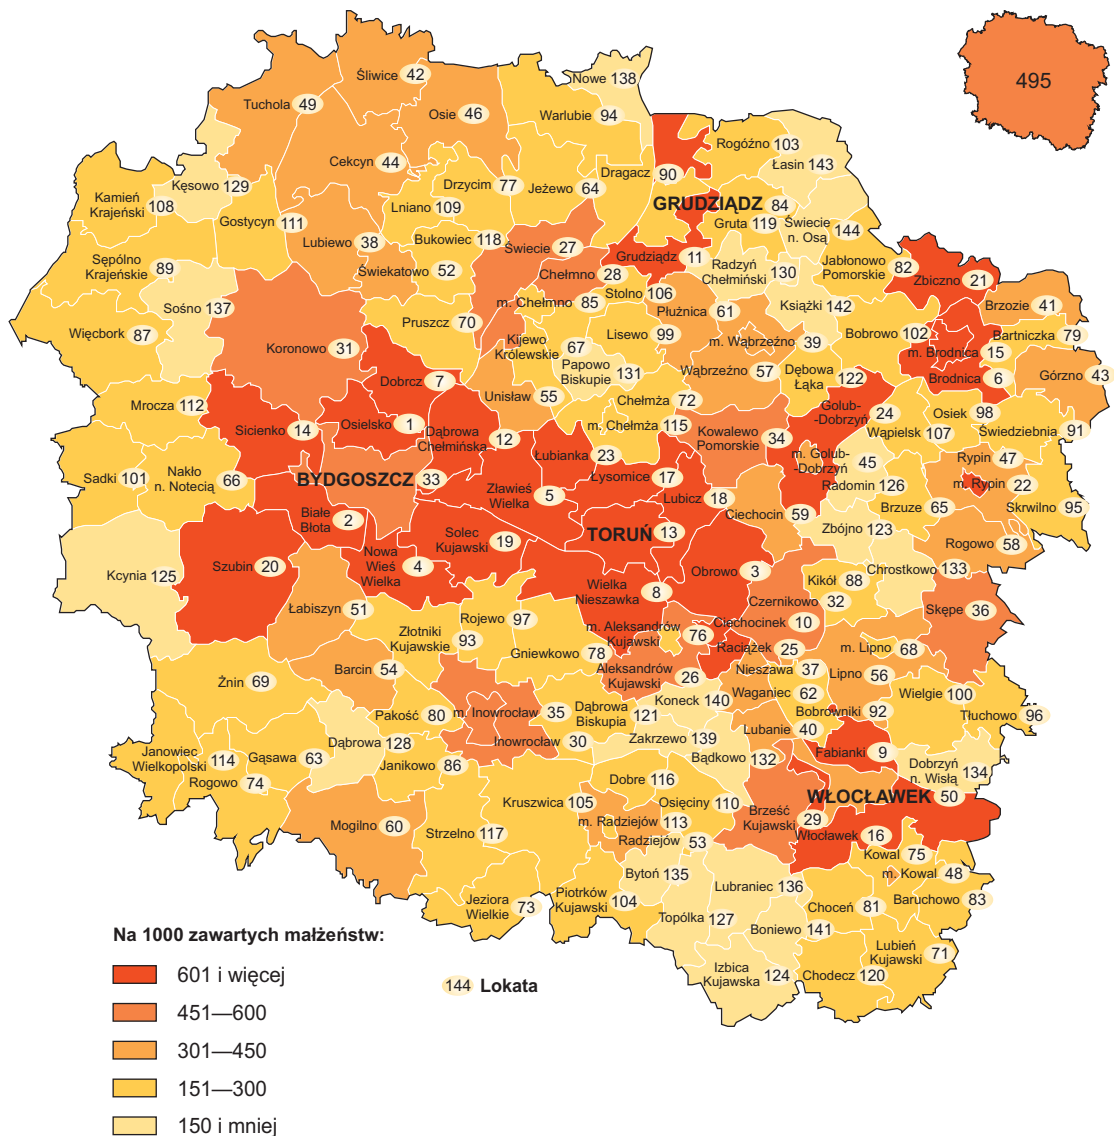 495
Śliwice 42
Nowe 138
Tuchola 49
Osie 46
Warlubie 94
Rogóźno 103
Cekcyn 44
Łasin 143
Kęsowo 129
Drzycim 77
Jeżewo 64
Dragacz 90
Kamień
Krajeński 108
Lniano 109
GRUDZIĄDZ 84
Gostycyn 111
Gruta 119
Świecie
n. Osą 144
Lubiewo 38
Bukowiec 118
Świecie 27
Grudziądz 11
Sępólno
Krajeńskie 89
Świekatowo 52
Chełmno 28
Radzyń
Chełmiński 130
Jabłonowo
Pomorskie 82
Zbiczno 21
Sośno 137
m. Chełmno 85
Stolno 106
Płużnica 61
Książki 142
Brzozie 41
Więcbork 87
Pruszcz 70
Lisewo 99
Bobrowo 102
Bartniczka 79
Koronowo 31
Kijewo
Królewskie 67
m. Wąbrzeźno 39
m. Brodnica 15
Papowo
Biskupie 131
Wąbrzeźno 57
Dębowa
Łąka 122
Brodnica 6
Górzno 43
Dobrcz 7
Unisław 55
Mrocza 112
Chełmża 72
Golub-
-Dobrzyń 24
Osiek 98
Sicienko 14
Osielsko 1
Dąbrowa
Chełmińska 12
m. Chełmża 115
Kowalewo
Pomorskie 34
Wąpielsk 107
Świedziebnia 91
Łubianka 23
m. Golub-
-Dobrzyń 45
Rypin 47
Sadki 101
Nakło
n. Notecią 66
BYDGOSZCZ 33
Łysomice 17
Radomin 126
m. Rypin 22
Zławieś
Wielka 5
Lubicz 18
Ciechocin 59
Brzuze 65
Skrwilno 95
Białe
Błota 2
Solec
Kujawski 19
TORUŃ 13
Zbójno 123
Rogowo 58
Kcynia 125
Szubin 20
Nowa
Wieś
Wielka 4
Obrowo 3
Kikół 88
Chrostkowo 133
Wielka
Nieszawka 8
Czernikowo 32
Skępe 36
Łabiszyn 51
Rojewo 97
Ciechocinek 10
Złotniki
Kujawskie 93
m. Aleksandrów
Kujawski 76
Raciążek 25
m. Lipno 68
Gniewkowo 78
Barcin 54
Aleksandrów
Kujawski 26
Nieszawa 37
Lipno 56
Żnin 69
Waganiec 62
Wielgie 100
Koneck 140
Pakość 80
m. Inowrocław 35
Dąbrowa
Biskupia 121
Bobrowniki 92
Tłuchowo 96
Lubanie 40
Dąbrowa 128
Inowrocław 30
Zakrzewo 139
Fabianki 9
Janowiec
Wielkopolski 114
Gąsawa 63
Janikowo 86
Bądkowo 132
Dobrzyń
n. Wisłą 134
Rogowo 74
Dobre 116
WŁOCŁAWEK 50
Kruszwica 105
Osięciny 110
Brześć
Kujawski 29
Mogilno 60
m. Radziejów 113
Włocławek 16
Strzelno 117
Radziejów 53
Kowal 75
m. Kowal 48
Bytoń 135
Lubraniec 136
Jeziora
Wielkie 73
Piotrków
Kujawski 104
Choceń 81
Baruchowo 83
Topólka 127
Boniewo 141
Lubień
Kujawski 71
Izbica
Kujawska 124
Chodecz 120
Na 1000 zawartych małżeństw:
601 i więcej
451—600
301—450
151—300
150 i mniej
144 Lokata